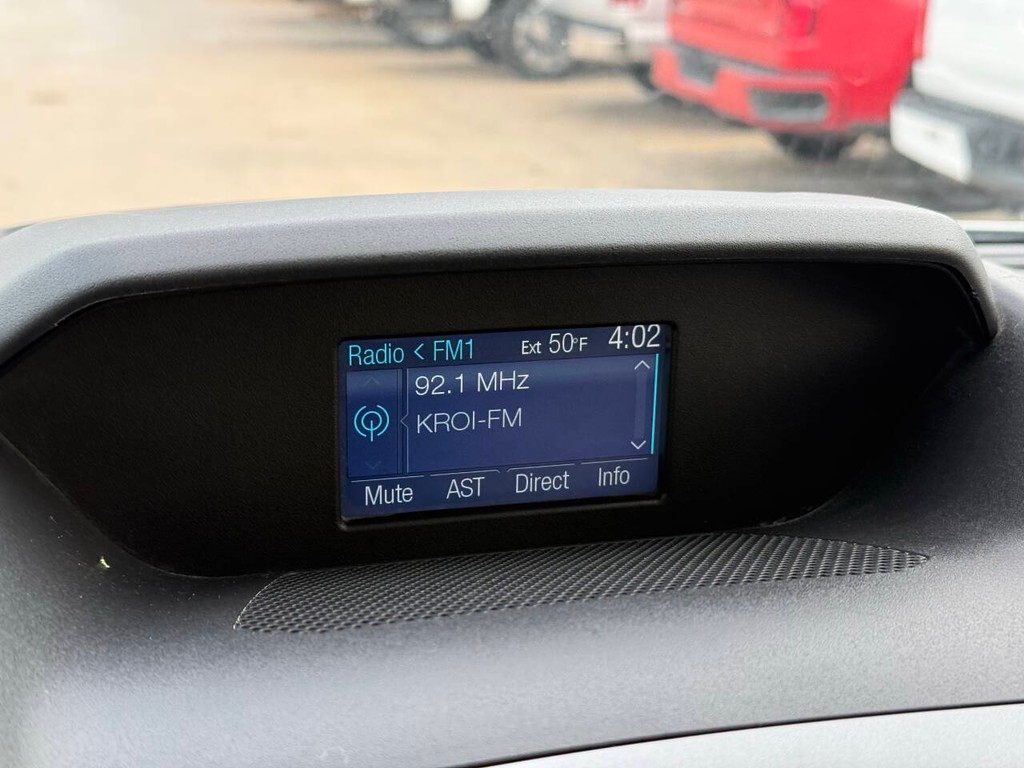 Radio < FM1 Ext 50°F 4:02
92.1 MHz
KROI-FM
Mute AST Direct Info